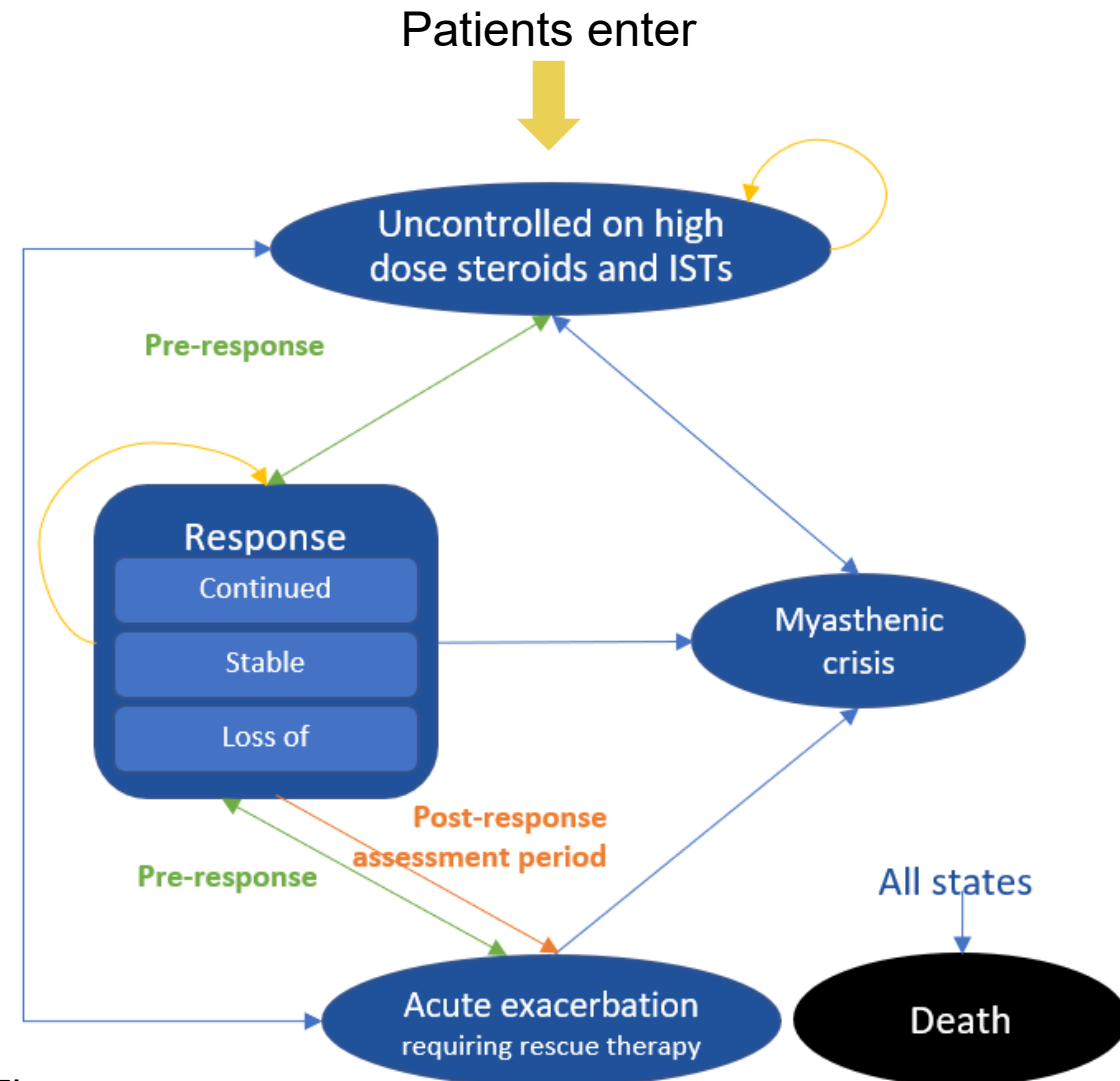 Patients enter
Uncontrolled on high
dose steroids and ISTs
Pre-response
Response
Continued
Stable
Loss of
Myasthenic
crisis
Post-response
assessment period
Pre-response
All states
Acute exacerbation
requiring rescue therapy
Death